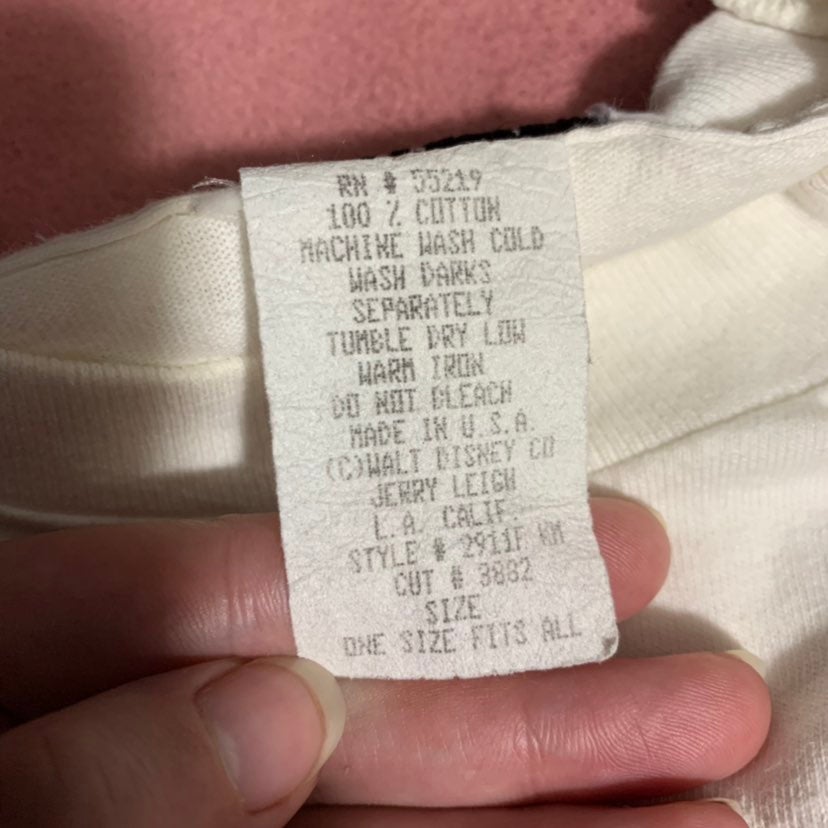 RN # 55219
100 % COTTON
MACHINE WASH COLD
WASH DARKS
SEPARATELY
TUMBLE DRY LOW
WARM IRON
DO NOT BLEACH
MADE IN U.S.A.
(C)WALT DISNEY CO
JERRY LEIGH
L.A. CALIF.
STYLE # 2911F KM
CUT # 3882
SIZE
ONE SIZE FITS ALL